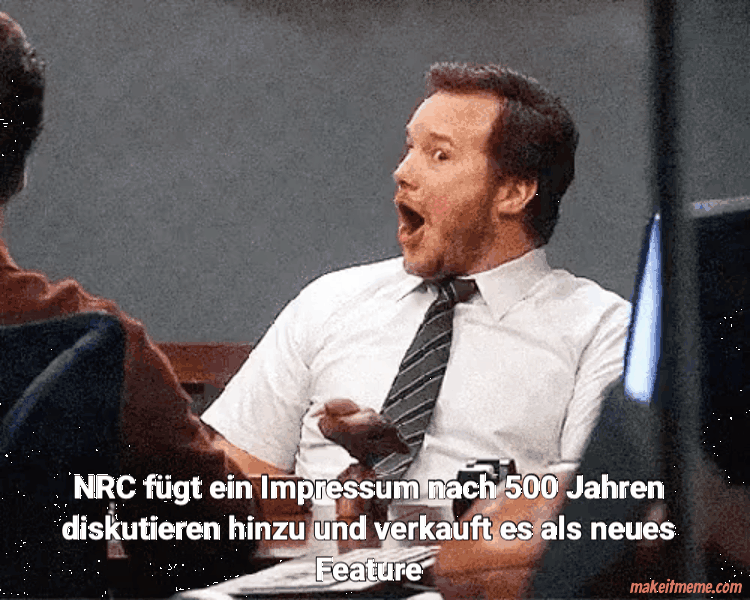 NRC fügt ein Impressum nach 500 Jahren
diskutieren hinzu und verkauft es als neues
Feature
makeitmeme.com